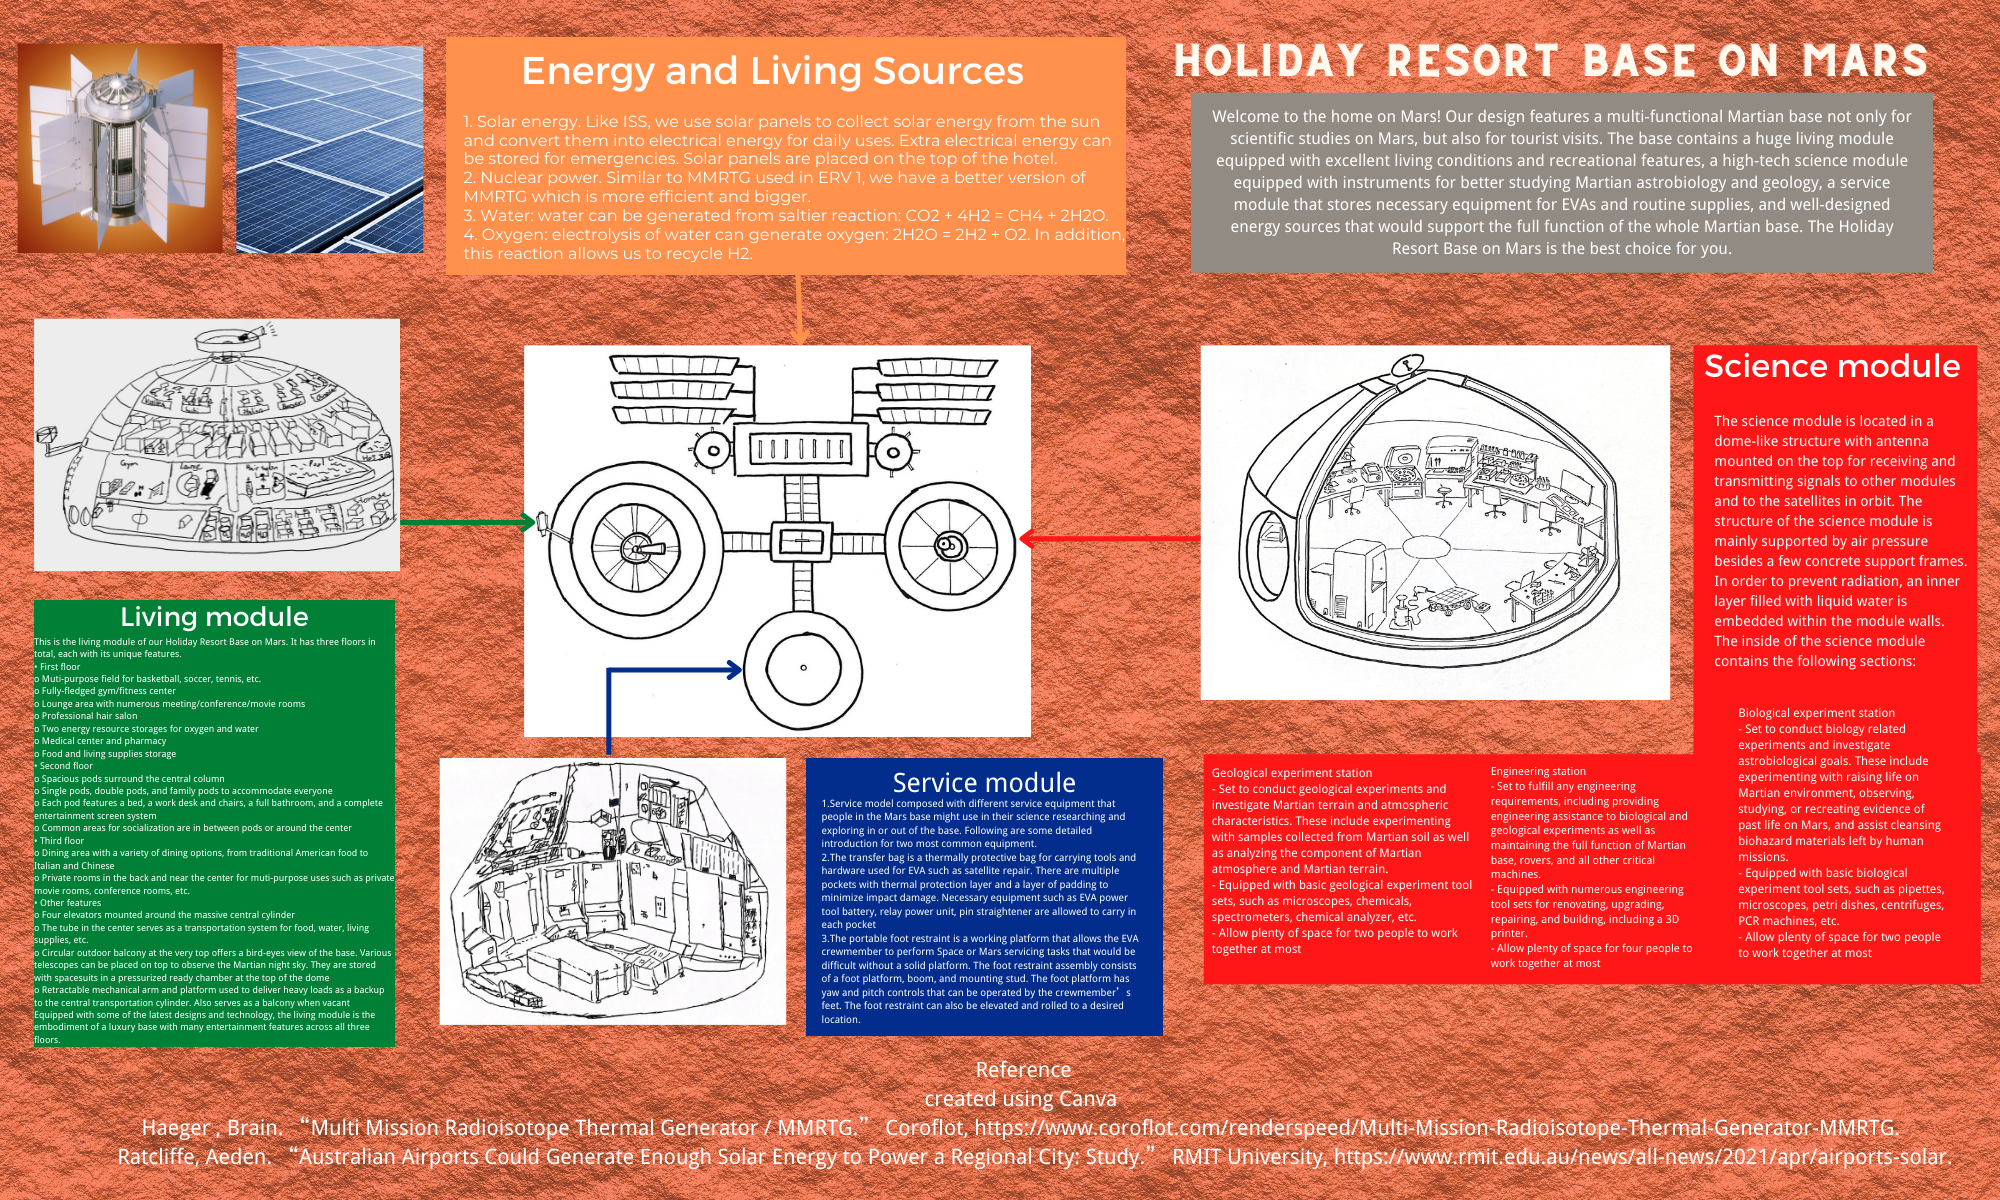 HOLIDAY RESORT BASE ON MARS
Welcome to the home on Mars! Our design features a multi-functional Martian base not only for
scientific studies on Mars, but also for tourist visits. The base contains a huge living module
equipped with excellent living conditions and recreational features, a high-tech science module
equipped with instruments for better studying Martian astrobiology and geology, a service
module that stores necessary equipment for EVAs and routine supplies, and well-designed
energy sources that would support the full function of the whole Martian base. The Holiday
Resort Base on Mars is the best choice for you.
Energy and Living Sources
1. Solar energy. Like ISS, we use solar panels to collect solar energy from the sun
and convert them into electrical energy for daily uses. Extra electrical energy can
be stored for emergencies. Solar panels are placed on the top of the hotel.
2. Nuclear power. Similar to MMRTG used in ERV 1, we have a better version of
MMRTG which is more efficient and bigger.
3. Water: water can be generated from saltier reaction: CO2 + 4H2 = CH4 + 2H2O.
4. Oxygen: electrolysis of water can generate oxygen: 2H2O = 2H2 + O2. In addition,
this reaction allows us to recycle H2.
Gym
Lounge
Hair salon
Pool
Storage
Living module
This is the living module of our Holiday Resort Base on Mars. It has three floors in
total, each with its unique features.
• First floor
o Muti-purpose field for basketball, soccer, tennis, etc.
o Fully-fledged gym/fitness center
o Lounge area with numerous meeting/conference/movie rooms
o Professional hair salon
o Two energy resource storages for oxygen and water
o Medical center and pharmacy
o Food and living supplies storage
• Second floor
o Spacious pods surround the central column
o Single pods, double pods, and family pods to accommodate everyone
o Each pod features a bed, a work desk and chairs, a full bathroom, and a complete
entertainment screen system
o Common areas for socialization are in between pods or around the center
• Third floor
o Dining area with a variety of dining options, from traditional American food to
Italian and Chinese
o Private rooms in the back and near the center for muti-purpose uses such as private
movie rooms, conference rooms, etc.
• Other features
o Four elevators mounted around the massive central cylinder
o The tube in the center serves as a transportation system for food, water, living
supplies, etc.
o Circular outdoor balcony at the very top offers a bird-eyes view of the base. Various
telescopes can be placed on top to observe the Martian night sky. They are stored
with spacesuits in a pressurized ready chamber at the top of the dome
o Retractable mechanical arm and platform used to deliver heavy loads as a backup
to the central transportation cylinder. Also serves as a balcony when vacant
Equipped with some of the latest designs and technology, the living module is the
embodiment of a luxury base with many entertainment features across all three
floors.
Service module
1.Service model composed with different service equipment that
people in the Mars base might use in their science researching and
exploring in or out of the base. Following are some detailed
introduction for two most common equipment.
2.The transfer bag is a thermally protective bag for carrying tools and
hardware used for EVA such as satellite repair. There are multiple
pockets with thermal protection layer and a layer of padding to
minimize impact damage. Necessary equipment such as EVA power
tool battery, relay power unit, pin straightener are allowed to carry in
each pocket
3.The portable foot restraint is a working platform that allows the EVA
crewmember to perform Space or Mars servicing tasks that would be
difficult without a solid platform. The foot restraint assembly consists
of a foot platform, boom, and mounting stud. The foot platform has
yaw and pitch controls that can be operated by the crewmember’s
feet. The foot restraint can also be elevated and rolled to a desired
location.
Science module
The science module is located in a
dome-like structure with antenna
mounted on the top for receiving and
transmitting signals to other modules
and to the satellites in orbit. The
structure of the science module is
mainly supported by air pressure
besides a few concrete support frames.
In order to prevent radiation, an inner
layer filled with liquid water is
embedded within the module walls.
The inside of the science module
contains the following sections:
Geological experiment station
- Set to conduct geological experiments and
investigate Martian terrain and atmospheric
characteristics. These include experimenting
with samples collected from Martian soil as well
as analyzing the component of Martian
atmosphere and Martian terrain.
- Equipped with basic geological experiment tool
sets, such as microscopes, chemicals,
spectrometers, chemical analyzer, etc.
- Allow plenty of space for two people to work
together at most
Engineering station
- Set to fulfill any engineering
requirements, including providing
engineering assistance to biological and
geological experiments as well as
maintaining the full function of Martian
base, rovers, and all other critical
machines.
- Equipped with numerous engineering
tool sets for renovating, upgrading,
repairing, and building, including a 3D
printer.
- Allow plenty of space for four people to
work together at most
Biological experiment station
- Set to conduct biology related
experiments and investigate
astrobiological goals. These include
experimenting with raising life on
Martian environment, observing,
studying, or recreating evidence of
past life on Mars, and assist cleansing
biohazard materials left by human
missions.
- Equipped with basic biological
experiment tool sets, such as pipettes,
microscopes, petri dishes, centrifuges,
PCR machines, etc.
- Allow plenty of space for two people
to work together at most
Reference
created using Canva
Haeger , Brain. “Multi Mission Radioisotope Thermal Generator / MMRTG.” Coroflot, https://www.coroflot.com/renderspeed/Multi-Mission-Radioisotope-Thermal-Generator-MMRTG.
Ratcliffe, Aeden. “Australian Airports Could Generate Enough Solar Energy to Power a Regional City: Study.” RMIT University, https://www.rmit.edu.au/news/all-news/2021/apr/airports-solar.